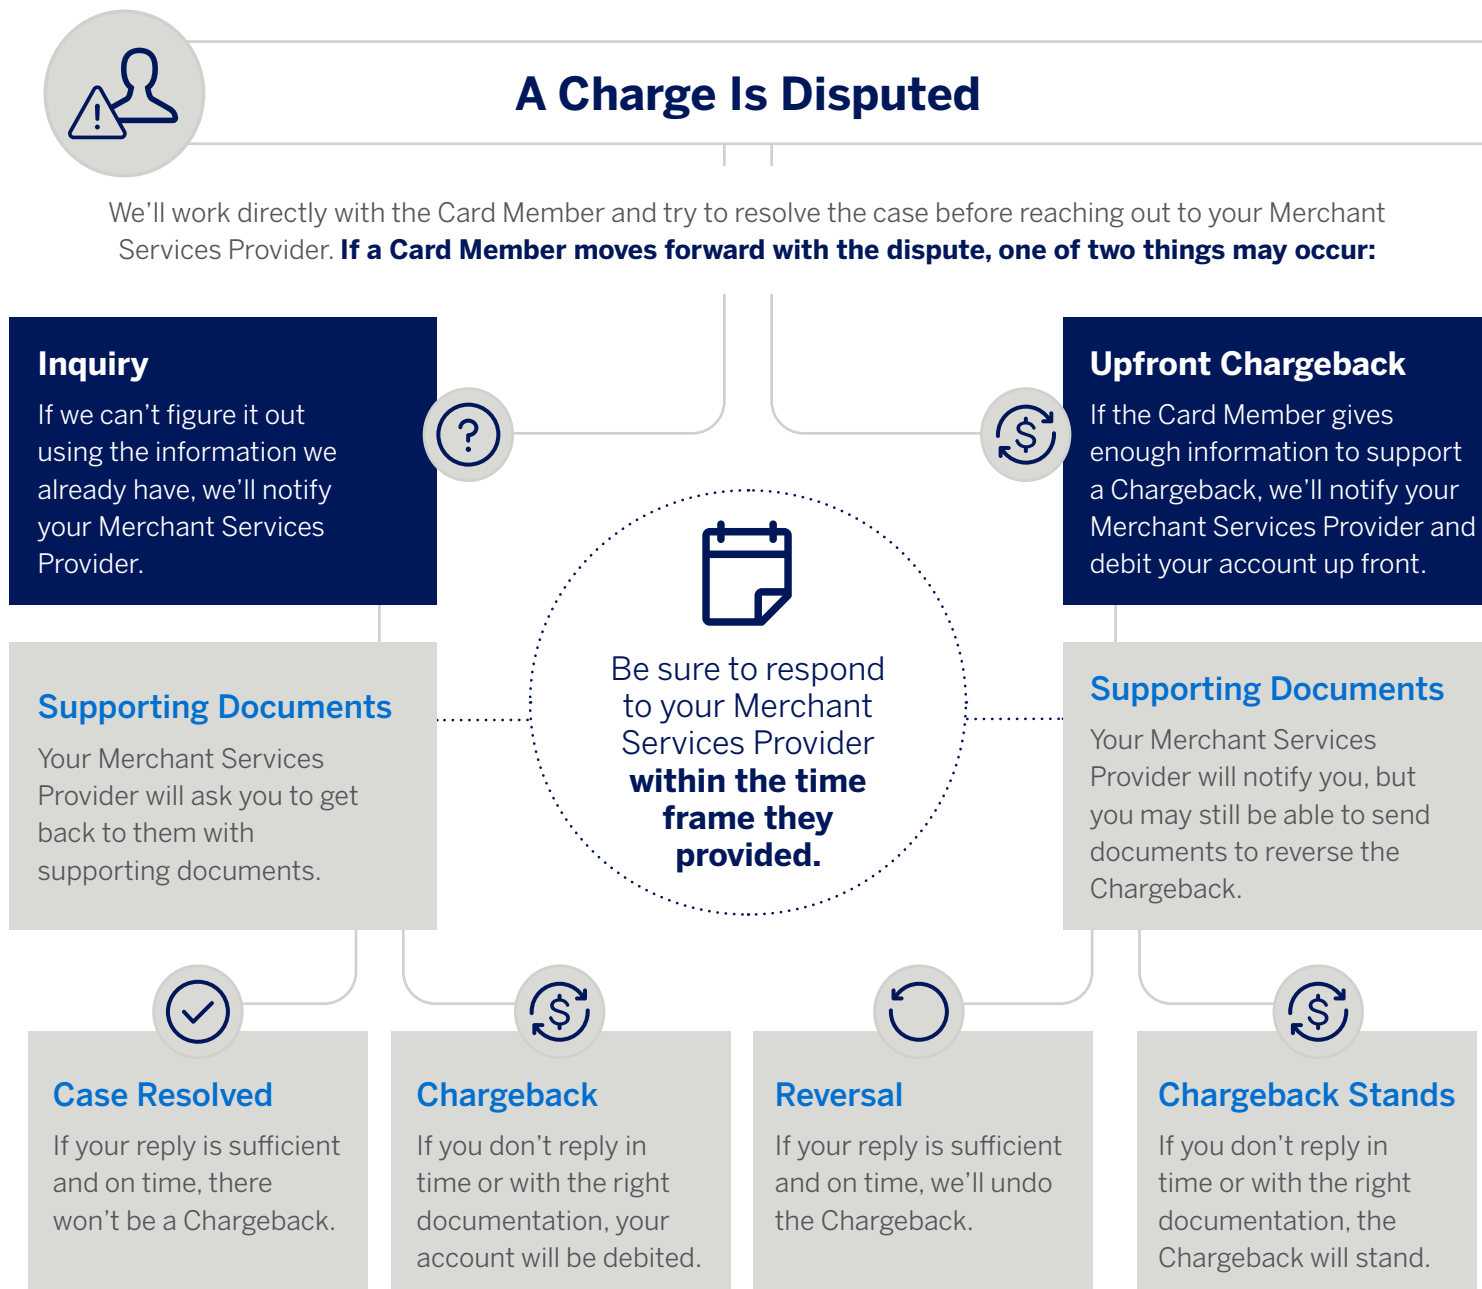 A Charge Is Disputed
We’ll work directly with the Card Member and try to resolve the case before reaching out to your Merchant
Services Provider. If a Card Member moves forward with the dispute, one of two things may occur:
Inquiry
If we can’t figure it out
using the information we
already have, we’ll notify
your Merchant Services
Provider.
Upfront Chargeback
If the Card Member gives
enough information to support
a Chargeback, we’ll notify your
Merchant Services Provider and
debit your account up front.
Supporting Documents
Your Merchant Services
Provider will ask you to get
back to them with
supporting documents.
Be sure to respond
to your Merchant
Services Provider
within the time
frame they
provided.
Supporting Documents
Your Merchant Services
Provider will notify you, but
you may still be able to send
documents to reverse the
Chargeback.
Case Resolved
If your reply is sufficient
and on time, there
won’t be a Chargeback.
Chargeback
If you don’t reply in
time or with the right
documentation, your
account will be debited.
Reversal
If your reply is sufficient
and on time, we’ll undo
the Chargeback.
Chargeback Stands
If you don’t reply in
time or with the right
documentation, the
Chargeback will stand.